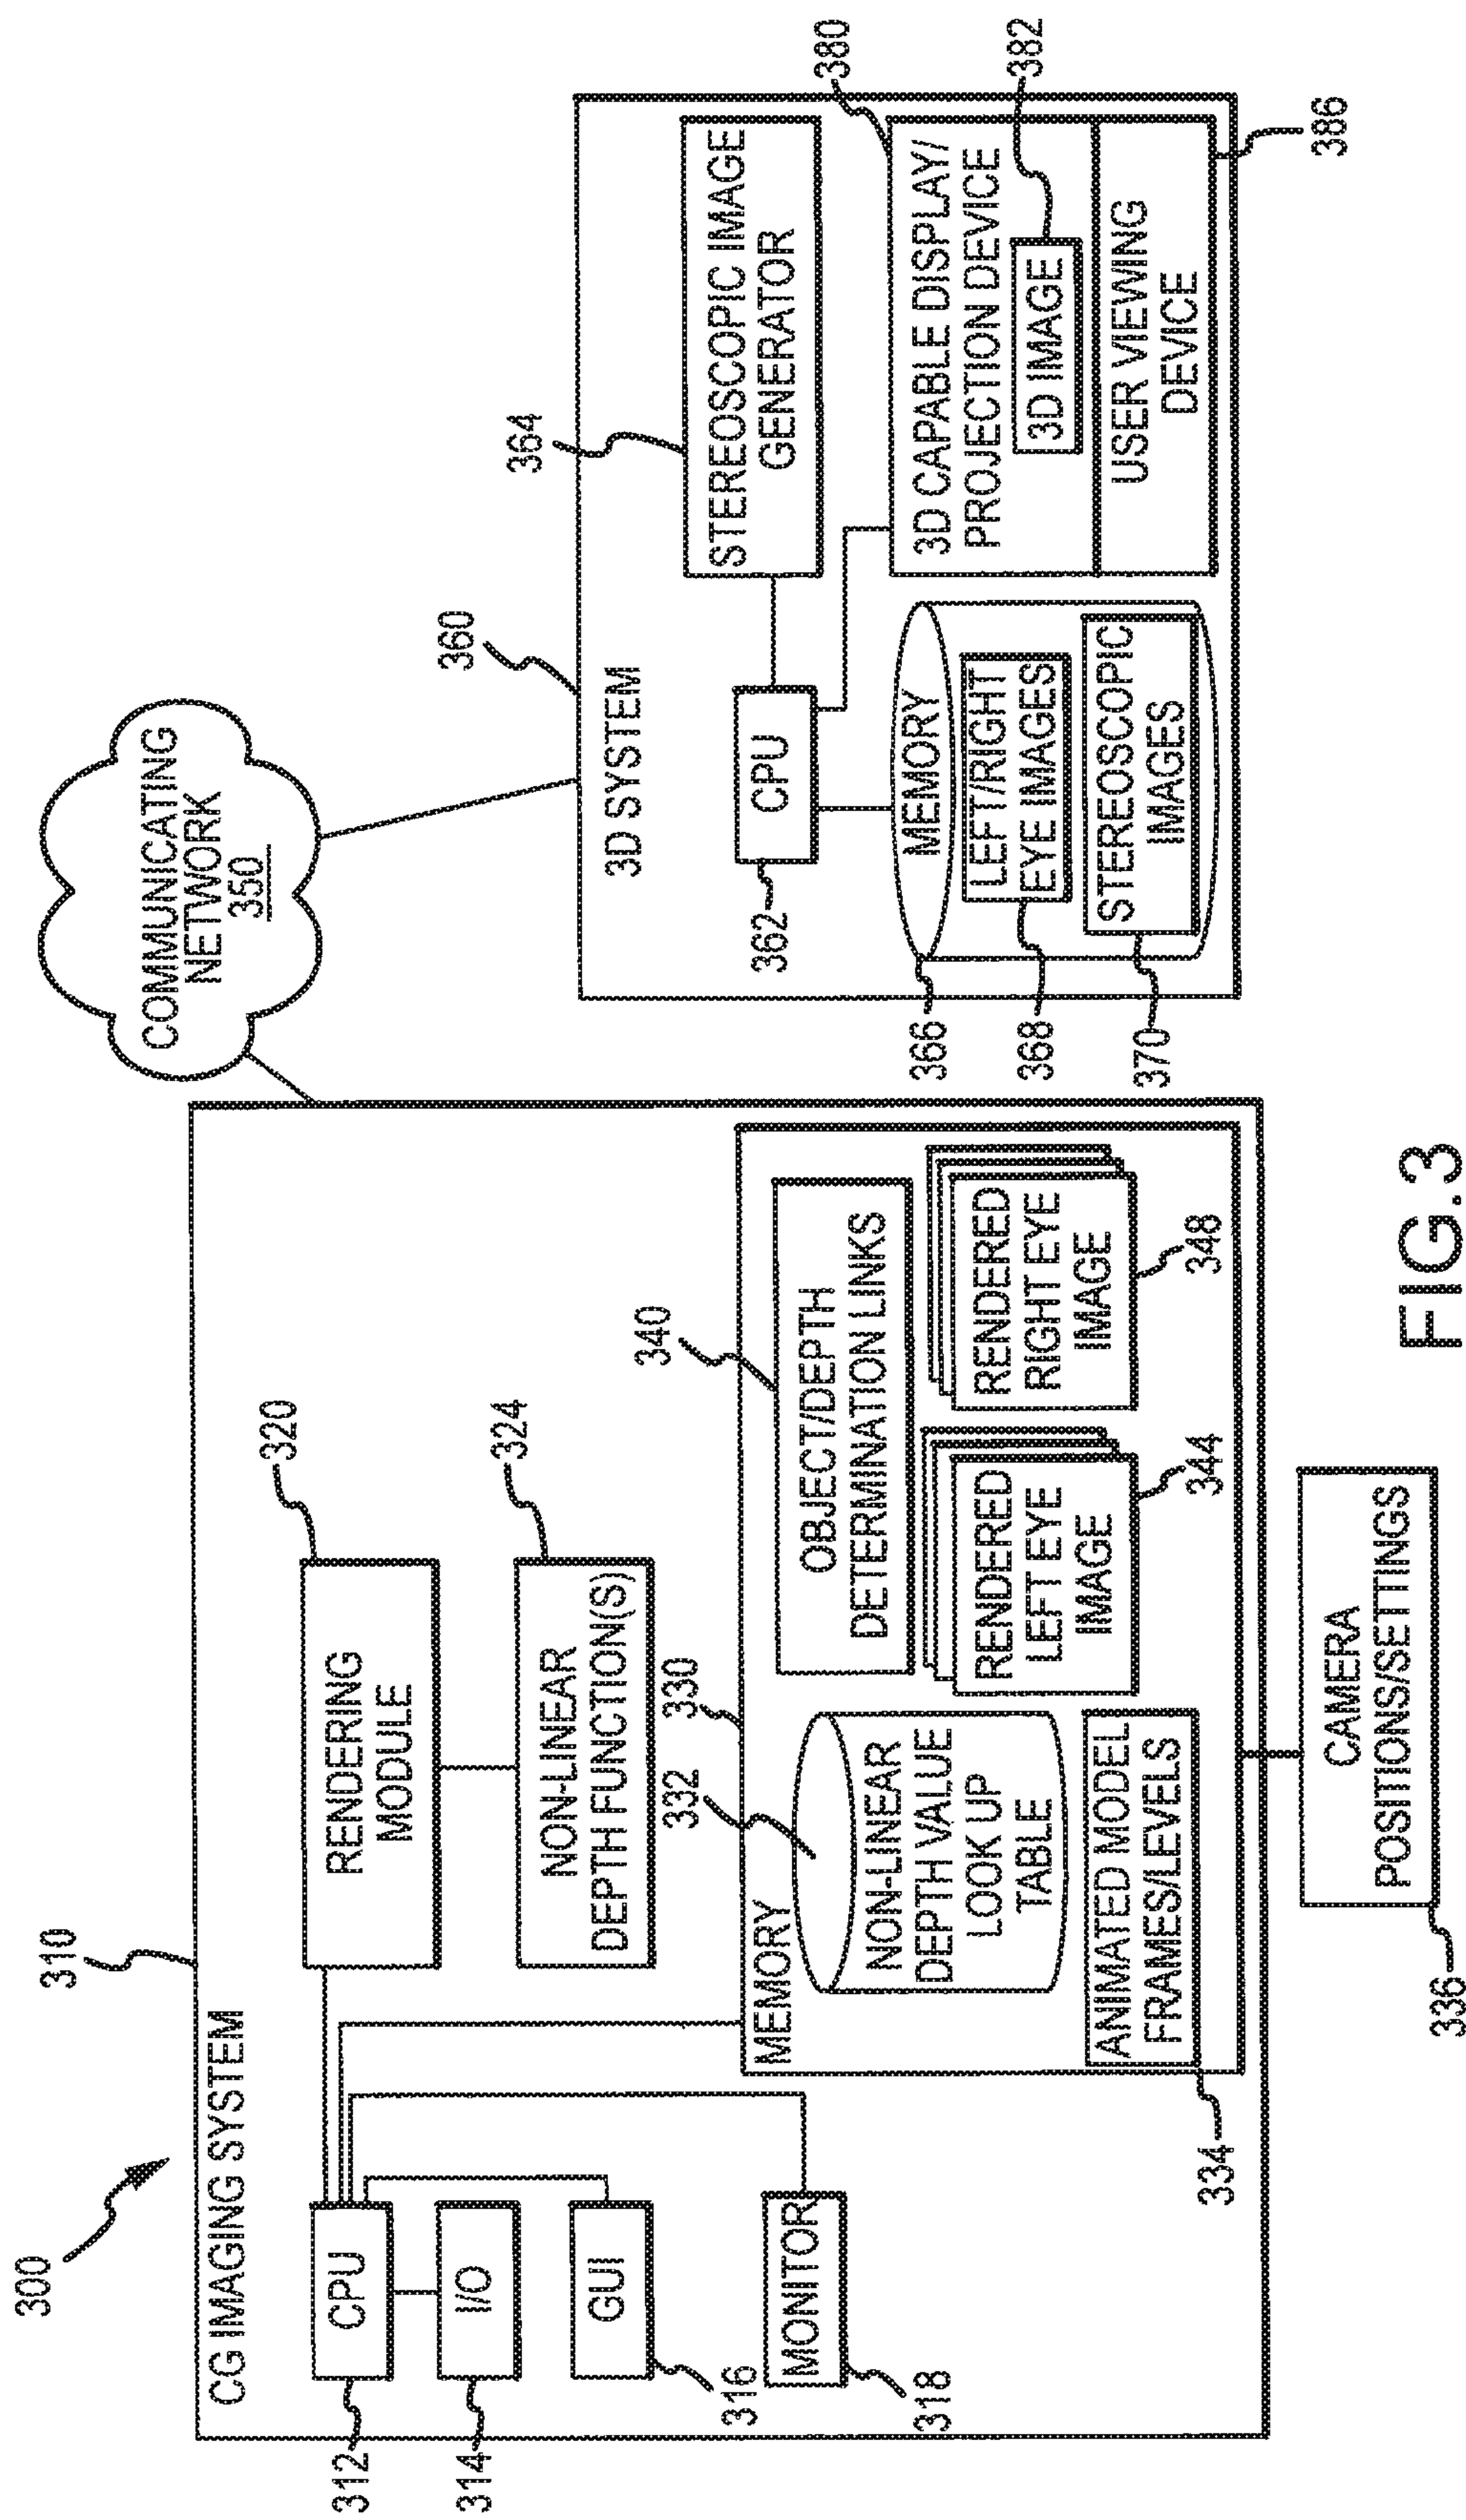 300
310
CG IMAGING SYSTEM
CPU
312
I/O
314
GUI
316
MONITOR
318
RENDERING
MODULE
320
NON-LINEAR
DEPTH FUNCTION(S)
324
330
MEMORY
332
NON-LINEAR
DEPTH VALUE
LOOK UP
TABLE
ANIMATED MODEL
FRAMES/LEVELS
334
340
OBJECT/DEPTH
DETERMINATION LINKS
RENDERED
LEFT EYE
IMAGE
344
RENDERED
RIGHT EYE
IMAGE
348
CAMERA
POSITIONS/SETTINGS
336
COMMUNICATING
NETWORK
350
360
3D SYSTEM
CPU
362
364
STEREOSCOPIC IMAGE
GENERATOR
MEMORY
366
LEFT/RIGHT
EYE IMAGES
368
STEREOSCOPIC
IMAGES
370
380
3D CAPABLE DISPLAY/
PROJECTION DEVICE
3D IMAGE
382
USER VIEWING
DEVICE
386
FIG.3